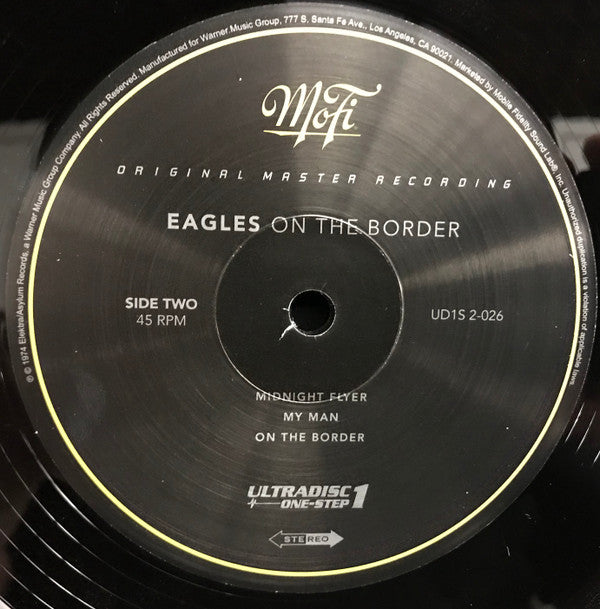 ℗ © 1974 Elektra/Asylum Records, a Warner Music Group Company. All Rights Reserved. Manufactured for Warner Music Group, 777 S. Santa Fe Ave., Los Angeles, CA 90021. Marketed by Mobile Fidelity Sound Lab®, Inc. Unauthorized duplication is a violation of applicable laws.
MoFi
ORIGINAL MASTER RECORDING
EAGLES ON THE BORDER
SIDE TWO
45 RPM
UD1S 2-026
MIDNIGHT FLYER
MY MAN
ON THE BORDER
ULTRADISC
ONE-STEP 1
STEREO